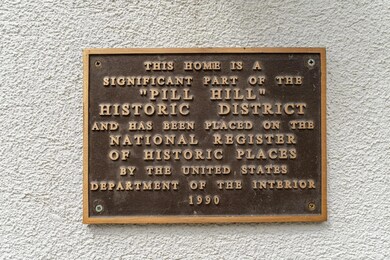 THIS HOME IS A
SIGNIFICANT PART OF THE
"PILL HILL"
HISTORIC DISTRICT
AND HAS BEEN PLACED ON THE
NATIONAL REGISTER
OF HISTORIC PLACES
BY THE UNITED STATES
DEPARTMENT OF THE INTERIOR
1990